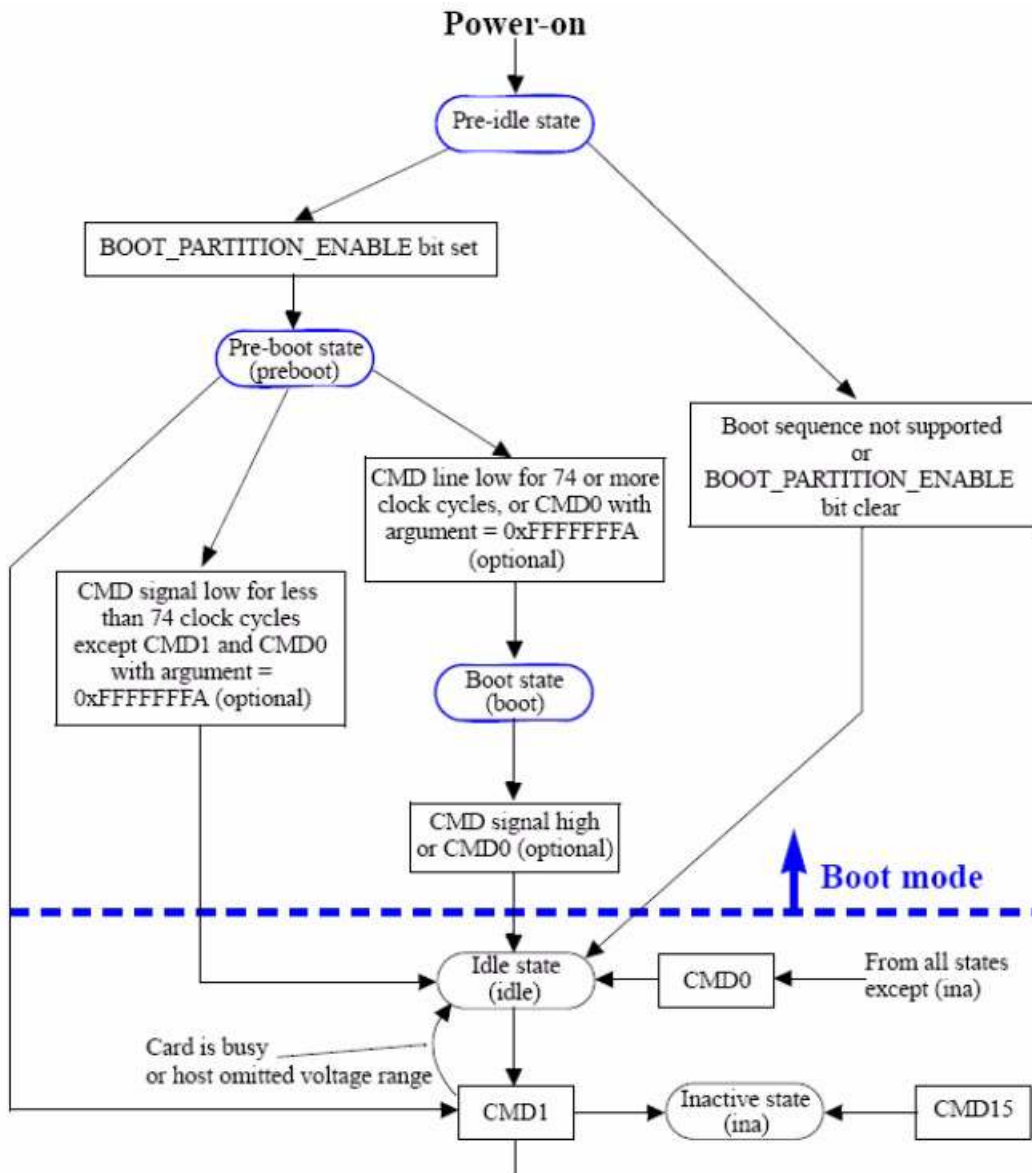 Power-on
Pre-idle state
BOOT_PARTITION_ENABLE bit set
Pre-boot state
(preboot)
Boot sequence not supported
or
BOOT_PARTITION_ENABLE
bit clear
CMD line low for 74 or more
clock cycles, or CMD0 with
argument = 0xFFFFFFFA
(optional)
CMD signal low for less
than 74 clock cycles
except CMD1 and CMD0
with argument =
0xFFFFFFFA (optional)
Boot state
(boot)
CMD signal high
or CMD0 (optional)
Boot mode
Idle state
(idle)
CMD0
From all states
except (ina)
Card is busy
or host omitted voltage range
CMD1
Inactive state
(ina)
CMD15